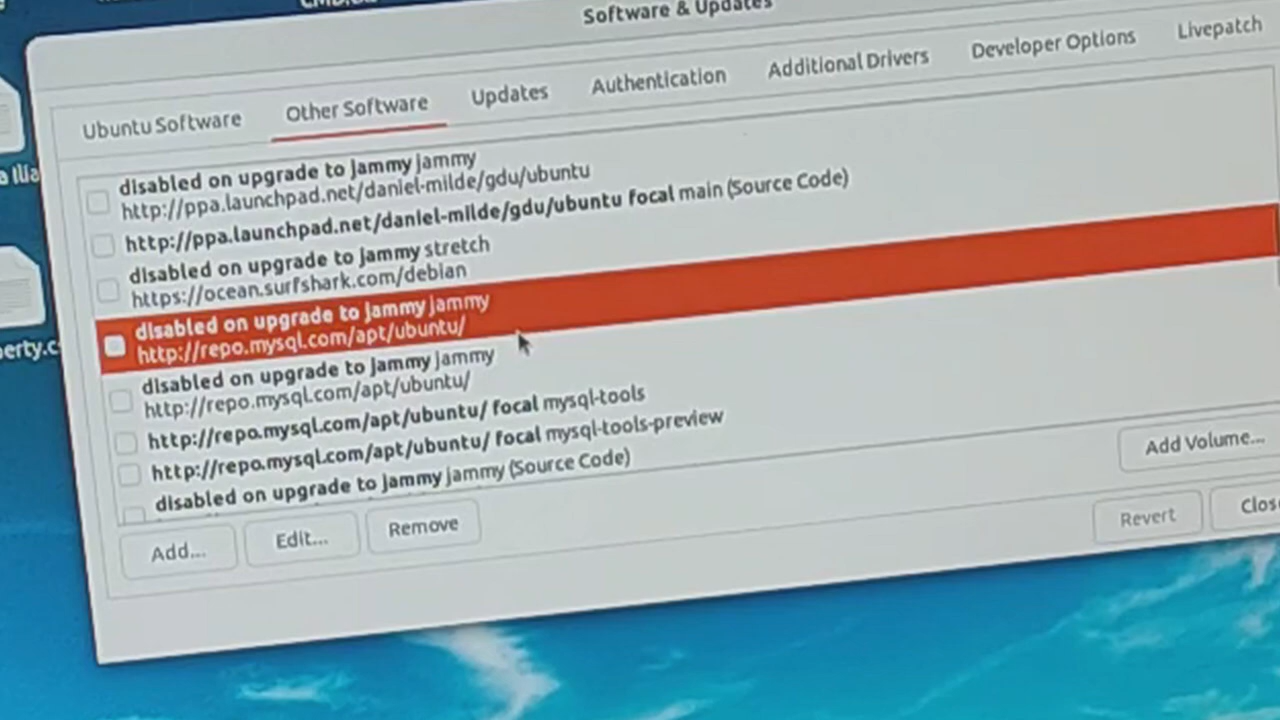 Software & Updates
Ubuntu Software
Other Software
Updates
Authentication
Additional Drivers
Developer Options
Livepatch
disabled on upgrade to Jammy jammy
http://ppa.launchpad.net/daniel-milde/gdu/ubuntu
http://ppa.launchpad.net/daniel-milde/gdu/ubuntu focal main (Source Code)
disabled on upgrade to Jammy stretch
https://ocean.surfshark.com/debian
disabled on upgrade to Jammy jammy
http://repo.mysql.com/apt/ubuntu/
disabled on upgrade to Jammy jammy
http://repo.mysql.com/apt/ubuntu/
http://repo.mysql.com/apt/ubuntu/ focal mysql-tools
http://repo.mysql.com/apt/ubuntu/ focal mysql-tools-preview
disabled on upgrade to Jammy jammy (Source Code)
Add Volume...
Add...
Edit...
Remove
Revert
Clos
erty.c